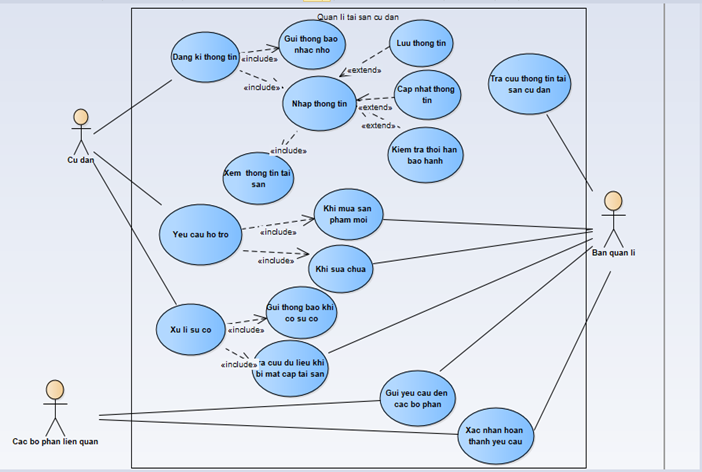 Quan li tai san cu dan
Gui thong bao
nhac nho
Luu thong tin
Dang ki thong tin
«include»
«extend»
«include»
Nhap thong tin
Cap nhat thong
tin
«extend»
«extend»
Tra cuu thong tin tai
san cu dan
Kiem tra thoi han
bao hanh
«include»
Cu dan
Xem thong tin tai
san
Khi mua san
pham moi
Yeu cau ho tro
«include»
«include»
Khi sua chua
Ban quan li
Gui thong bao khi
co su co
Xu li su co
«include»
«include»
ra cuu du lieu khi
bi mat cap tai san
Gui yeu cau den
cac bo phan
Xac nhan hoan
thanh yeu cau
Cac bo phan lien quan